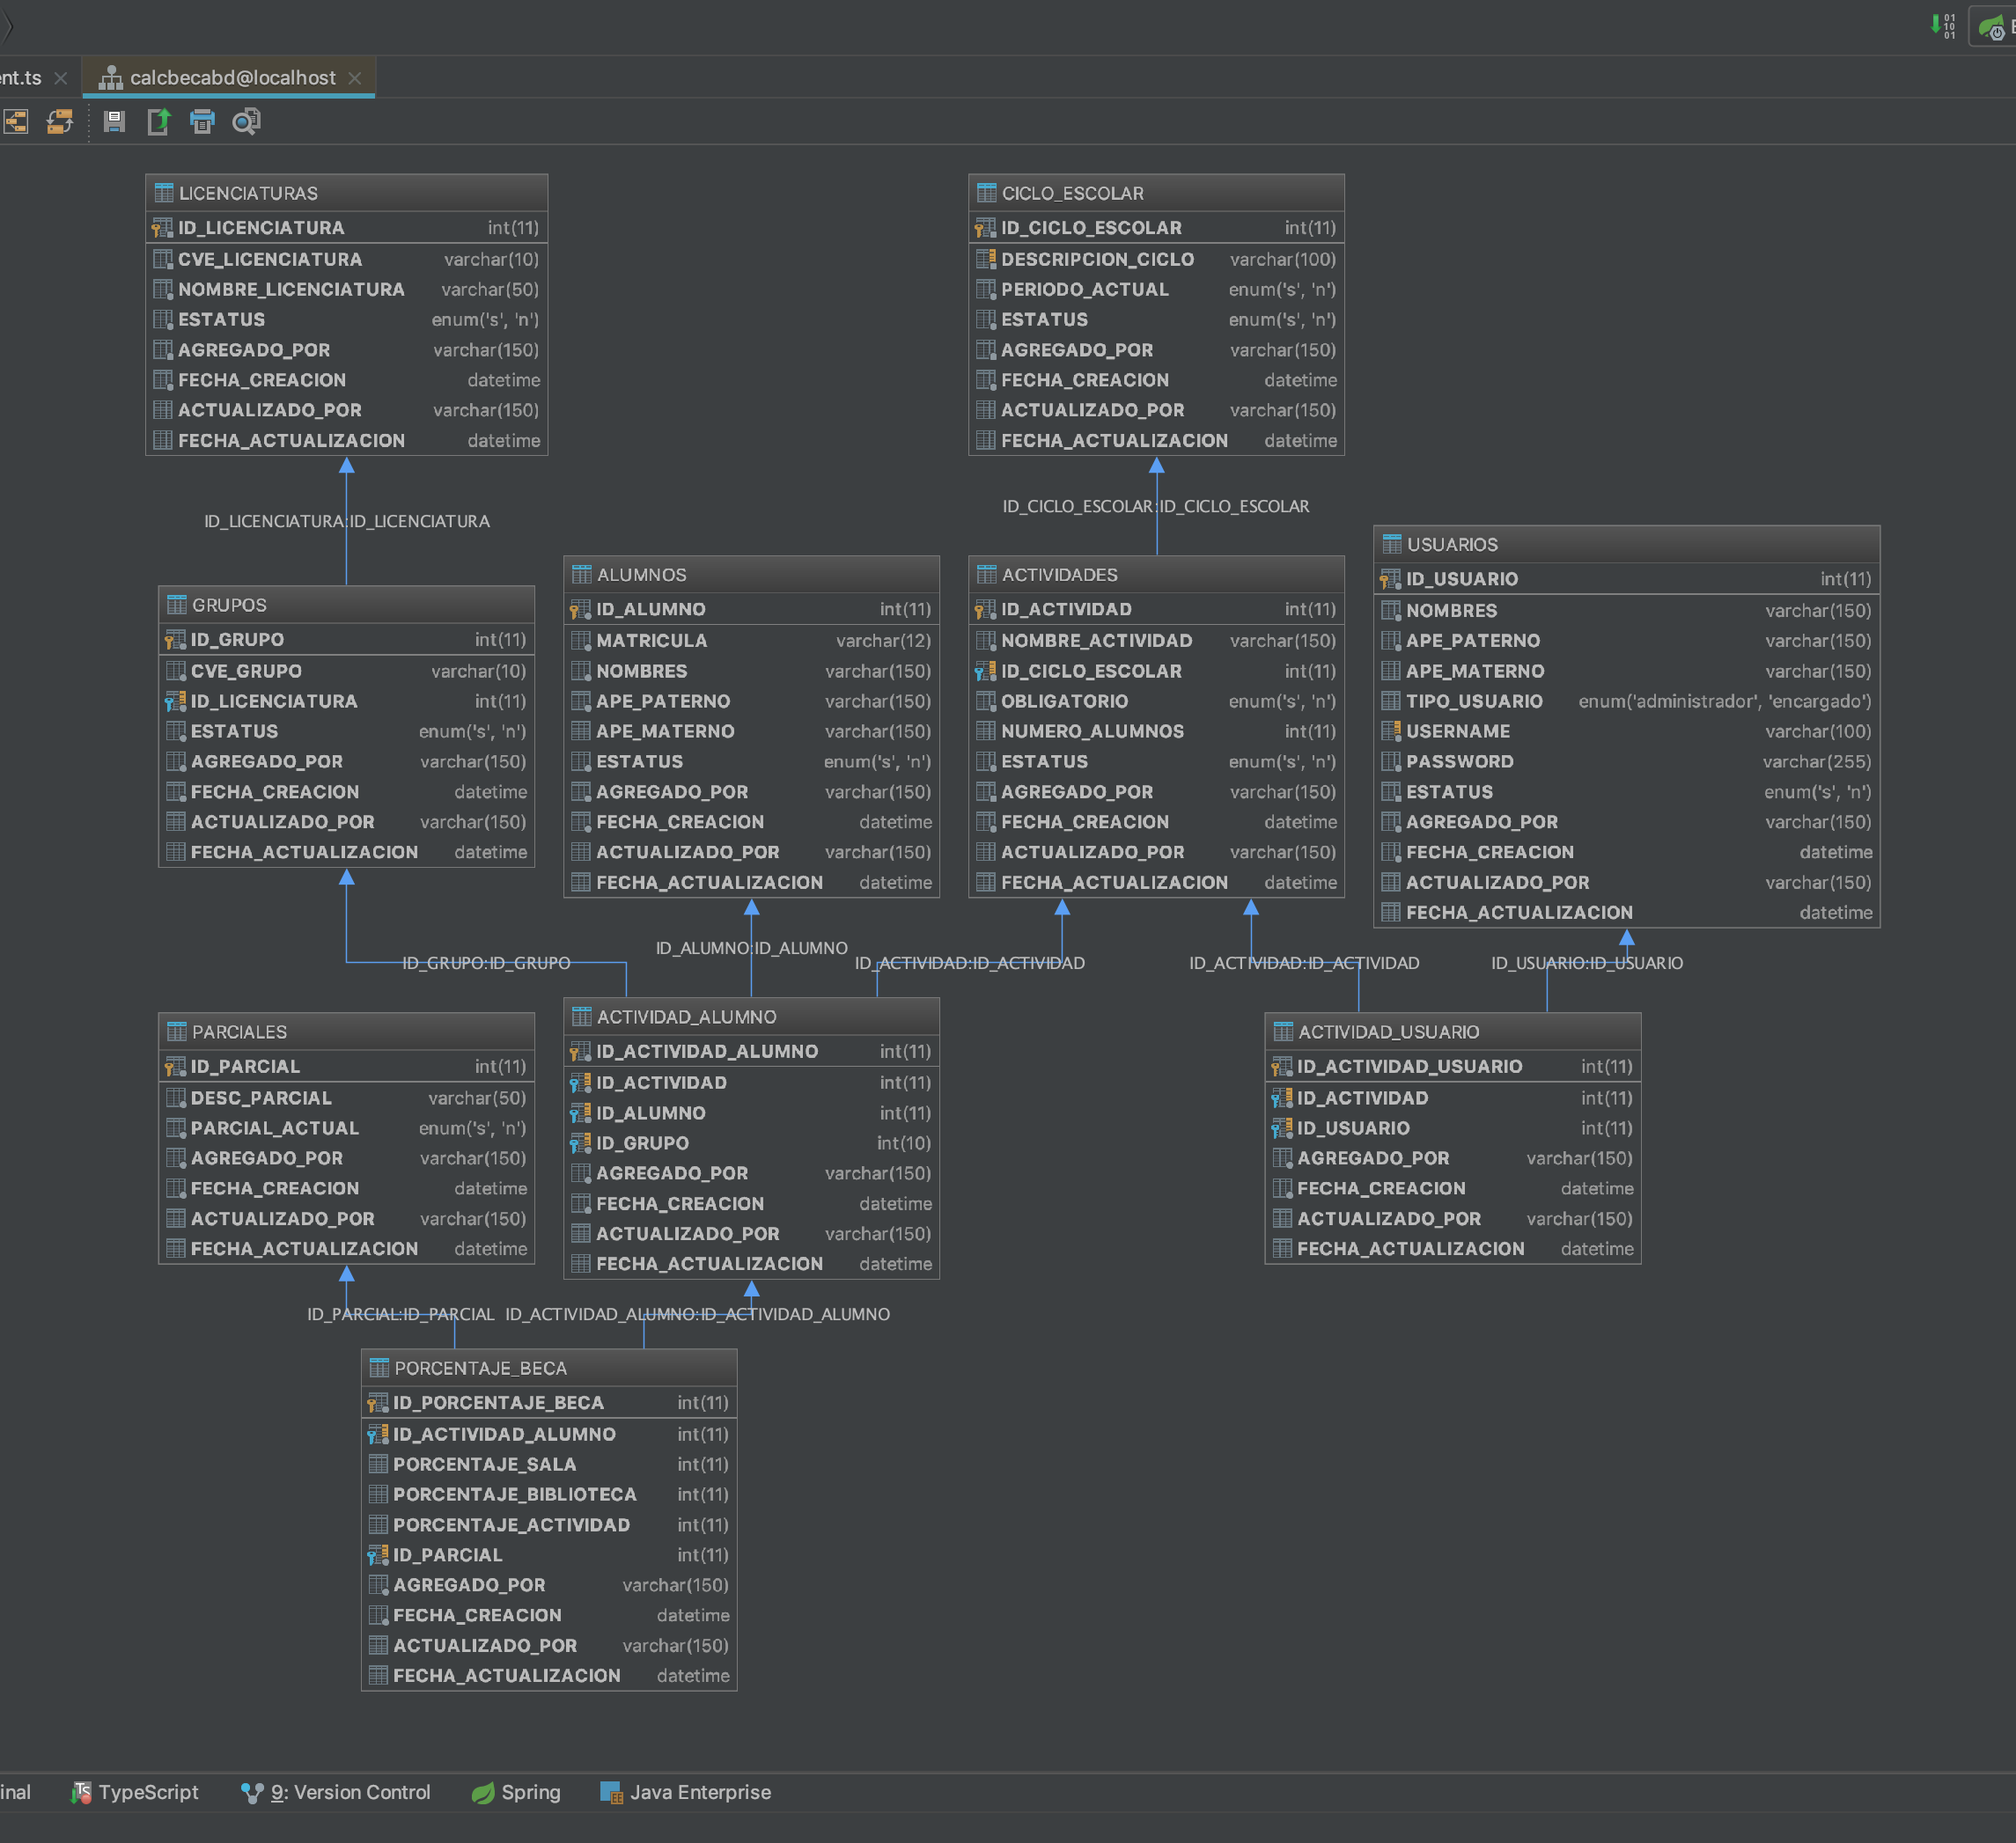 01
10
01
ent.ts
calcbecabd@localhost
LICENCIATURAS
ID_LICENCIATURA int(11)
CVE_LICENCIATURA varchar(10)
NOMBRE_LICENCIATURA varchar(50)
ESTATUS enum('s', 'n')
AGREGADO_POR varchar(150)
FECHA_CREACION datetime
ACTUALIZADO_POR varchar(150)
FECHA_ACTUALIZACION datetime
CICLO_ESCOLAR
ID_CICLO_ESCOLAR int(11)
DESCRIPCION_CICLO varchar(100)
PERIODO_ACTUAL enum('s', 'n')
ESTATUS enum('s', 'n')
AGREGADO_POR varchar(150)
FECHA_CREACION datetime
ACTUALIZADO_POR varchar(150)
FECHA_ACTUALIZACION datetime
ID_LICENCIATURA:ID_LICENCIATURA
ID_CICLO_ESCOLAR:ID_CICLO_ESCOLAR
GRUPOS
ID_GRUPO int(11)
CVE_GRUPO varchar(10)
ID_LICENCIATURA int(11)
ESTATUS enum('s', 'n')
AGREGADO_POR varchar(150)
FECHA_CREACION datetime
ACTUALIZADO_POR varchar(150)
FECHA_ACTUALIZACION datetime
ALUMNOS
ID_ALUMNO int(11)
MATRICULA varchar(12)
NOMBRES varchar(150)
APE_PATERNO varchar(150)
APE_MATERNO varchar(150)
ESTATUS enum('s', 'n')
AGREGADO_POR varchar(150)
FECHA_CREACION datetime
ACTUALIZADO_POR varchar(150)
FECHA_ACTUALIZACION datetime
ACTIVIDADES
ID_ACTIVIDAD int(11)
NOMBRE_ACTIVIDAD varchar(150)
ID_CICLO_ESCOLAR int(11)
OBLIGATORIO enum('s', 'n')
NUMERO_ALUMNOS int(11)
ESTATUS enum('s', 'n')
AGREGADO_POR varchar(150)
FECHA_CREACION datetime
ACTUALIZADO_POR varchar(150)
FECHA_ACTUALIZACION datetime
USUARIOS
ID_USUARIO int(11)
NOMBRES varchar(150)
APE_PATERNO varchar(150)
APE_MATERNO varchar(150)
TIPO_USUARIO enum('administrador', 'encargado')
USERNAME varchar(100)
PASSWORD varchar(255)
ESTATUS enum('s', 'n')
AGREGADO_POR varchar(150)
FECHA_CREACION datetime
ACTUALIZADO_POR varchar(150)
FECHA_ACTUALIZACION datetime
ID_GRUPO:ID_GRUPO
ID_ALUMNO:ID_ALUMNO
ID_ACTIVIDAD:ID_ACTIVIDAD
ID_ACTIVIDAD:ID_ACTIVIDAD
ID_USUARIO:ID_USUARIO
PARCIALES
ID_PARCIAL int(11)
DESC_PARCIAL varchar(50)
PARCIAL_ACTUAL enum('s', 'n')
AGREGADO_POR varchar(150)
FECHA_CREACION datetime
ACTUALIZADO_POR varchar(150)
FECHA_ACTUALIZACION datetime
ACTIVIDAD_ALUMNO
ID_ACTIVIDAD_ALUMNO int(11)
ID_ACTIVIDAD int(11)
ID_ALUMNO int(11)
ID_GRUPO int(10)
AGREGADO_POR varchar(150)
FECHA_CREACION datetime
ACTUALIZADO_POR varchar(150)
FECHA_ACTUALIZACION datetime
ACTIVIDAD_USUARIO
ID_ACTIVIDAD_USUARIO int(11)
ID_ACTIVIDAD int(11)
ID_USUARIO int(11)
AGREGADO_POR varchar(150)
FECHA_CREACION datetime
ACTUALIZADO_POR varchar(150)
FECHA_ACTUALIZACION datetime
ID_PARCIAL:ID_PARCIAL
ID_ACTIVIDAD_ALUMNO:ID_ACTIVIDAD_ALUMNO
PORCENTAJE_BECA
ID_PORCENTAJE_BECA int(11)
ID_ACTIVIDAD_ALUMNO int(11)
PORCENTAJE_SALA int(11)
PORCENTAJE_BIBLIOTECA int(11)
PORCENTAJE_ACTIVIDAD int(11)
ID_PARCIAL int(11)
AGREGADO_POR varchar(150)
FECHA_CREACION datetime
ACTUALIZADO_POR varchar(150)
FECHA_ACTUALIZACION datetime
inal
TypeScript
9: Version Control
Spring
Java Enterprise